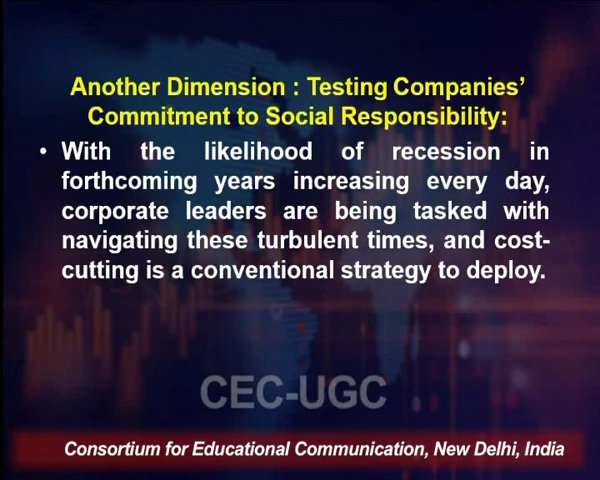 Another Dimension : Testing Companies’
Commitment to Social Responsibility:
• With the likelihood of recession in
forthcoming years increasing every day,
corporate leaders are being tasked with
navigating these turbulent times, and cost-
cutting is a conventional strategy to deploy.
CEC-UGC
Consortium for Educational Communication, New Delhi, India